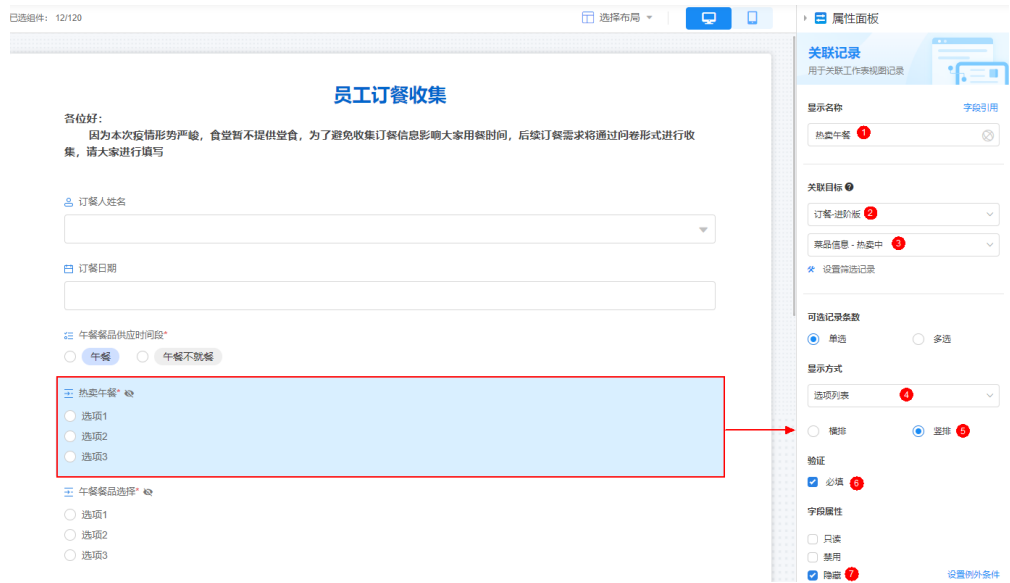 已选组件： 12/120
选择布局
属性面板
员工订餐收集
各位好：
因为本次疫情形势严峻，食堂暂不提供堂食，为了避免收集订餐信息影响大家用餐时间，后续订餐需求将通过问卷形式进行收
集，请大家进行填写
订餐人姓名
订餐日期
午餐餐品供应时间段*
午餐
午餐不就餐
热卖午餐*
选项1
选项2
选项3
午餐餐品选择*
选项1
选项2
选项3
关联记录
用于关联工作表视图记录
显示名称 字段引用
热卖午餐 1
关联目标
订餐-进阶版 2
菜品信息 - 热卖中 3
设置筛选记录
可选记录条数
单选 多选
显示方式
选项列表 4
横排 竖排 5
验证
必填 6
字段属性
只读
禁用
隐藏 7 设置例外条件